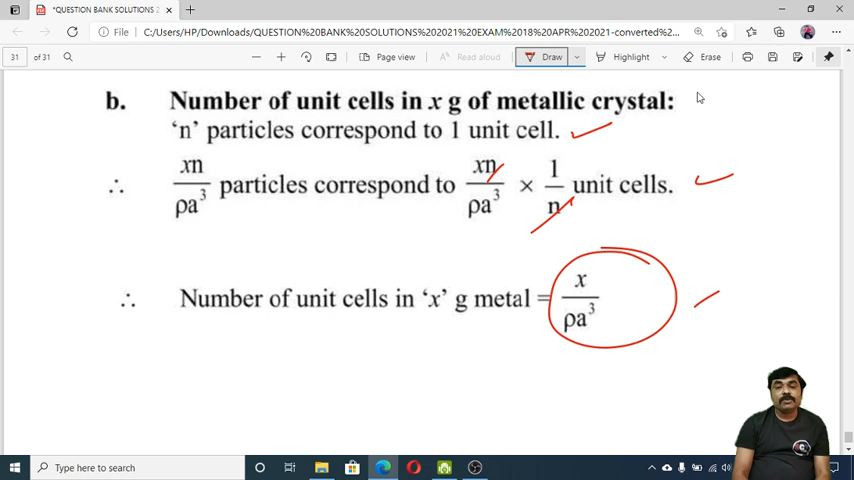 *QUESTION BANK SOLUTIONS 2
C:/Users/HP/Downloads/QUESTION%20BANK%20SOLUTIONS%202021%20EXAM%2018%20APR%202021-converted%2...
31 of 31
Page view
Read aloud
Draw
Highlight
Erase
b. Number of unit cells in x g of metallic crystal:
‘n’ particles correspond to 1 unit cell.
∴ xn/ρa³ particles correspond to xn/ρa³ × 1/n unit cells.
∴ Number of unit cells in ‘x’ g metal = x/ρa³
Type here to search